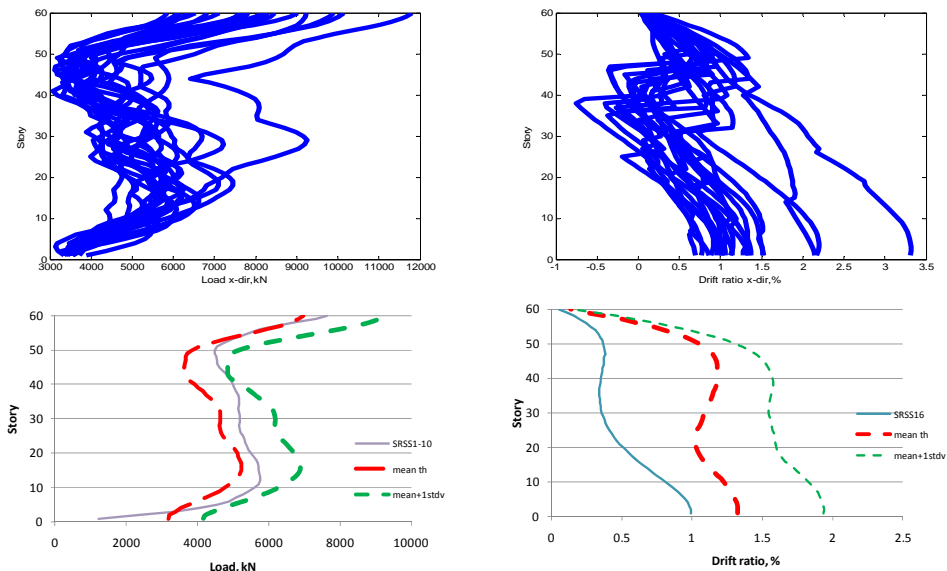 60
50
40
30
20
10
0
Story
3000 4000 5000 6000 7000 8000 9000 10000 11000 12000
Load x-dir,kN
60
50
40
30
20
10
0
Story
-1 -0.5 0 0.5 1 1.5 2 2.5 3 3.5
Drift ratio x-dir,%
60
50
40
30
20
10
0
Story
0 2000 4000 6000 8000 10000
Load, kN
SRSS1-10
mean th
mean+1stdv
60
50
40
30
20
10
0
Story
0 0.5 1 1.5 2 2.5
Drift ratio, %
SRSS16
mean th
mean+1stdv